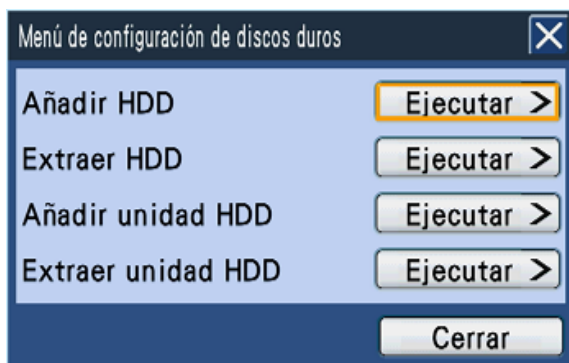 Menú de configuración de discos duros
Añadir HDD Ejecutar >
Extraer HDD Ejecutar >
Añadir unidad HDD Ejecutar >
Extraer unidad HDD Ejecutar >
Cerrar